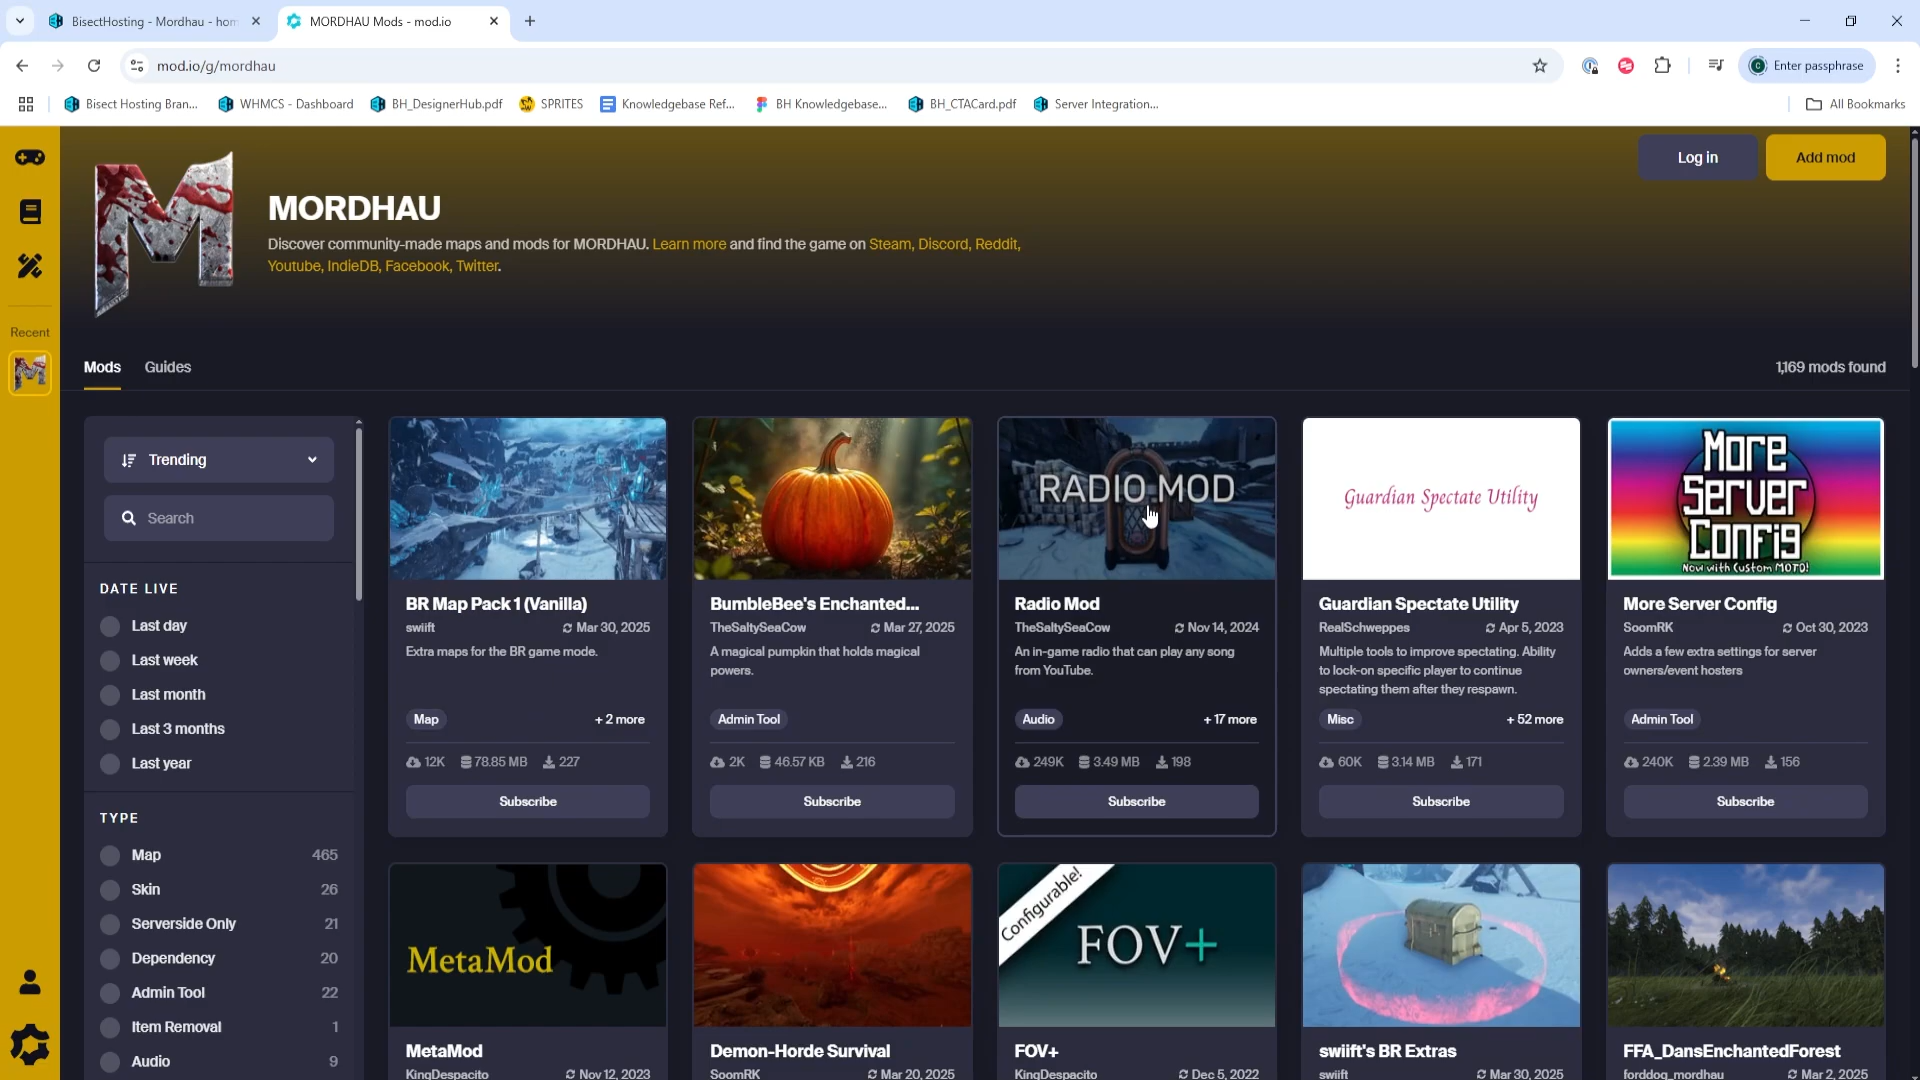 BisectHosting - Mordhau - hom
MORDHAU Mods - mod.io
mod.io/g/mordhau
Enter passphrase
Bisect Hosting Bran...
WHMCS - Dashboard
BH_DesignerHub.pdf
SPRITES
Knowledgebase Ref...
BH Knowledgebase...
BH_CTACard.pdf
Server Integration...
All Bookmarks
Log in
Add mod
MORDHAU
Discover community-made maps and mods for MORDHAU. Learn more and find the game on Steam, Discord, Reddit,
Youtube, IndieDB, Facebook, Twitter.
Recent
Mods
Guides
1,169 mods found
Trending
Search
DATE LIVE
Last day
Last week
Last month
Last 3 months
Last year
TYPE
Map 465
Skin 26
Serverside Only 21
Dependency 20
Admin Tool 22
Item Removal 1
Audio 9
BR Map Pack 1 (Vanilla)
swiift Mar 30, 2025
Extra maps for the BR game mode.
Map + 2 more
12K 78.85 MB 227
Subscribe
BumbleBee's Enchanted...
TheSaltySeaCow Mar 27, 2025
A magical pumpkin that holds magical
powers.
Admin Tool
2K 46.57 KB 216
Subscribe
RADIO MOD
Radio Mod
TheSaltySeaCow Nov 14, 2024
An in-game radio that can play any song
from YouTube.
Audio + 17 more
249K 3.49 MB 198
Subscribe
Guardian Spectate Utility
Guardian Spectate Utility
RealSchweppes Apr 5, 2023
Multiple tools to improve spectating. Ability
to lock-on specific player to continue
spectating them after they respawn.
Misc + 52 more
60K 3.14 MB 171
Subscribe
More
Server
Config
Now with Custom MOTD!
More Server Config
SoomRK Oct 30, 2023
Adds a few extra settings for server
owners/event hosters
Admin Tool
240K 2.39 MB 156
Subscribe
MetaMod
MetaMod
KingDespacito Nov 12, 2023
Demon-Horde Survival
SoomRK Mar 20, 2025
Configurable!
FOV+
FOV+
KingDespacito Dec 5, 2022
swiift's BR Extras
swiift Mar 30, 2025
FFA_DansEnchantedForest
forddog_mordhau Mar 2, 2025